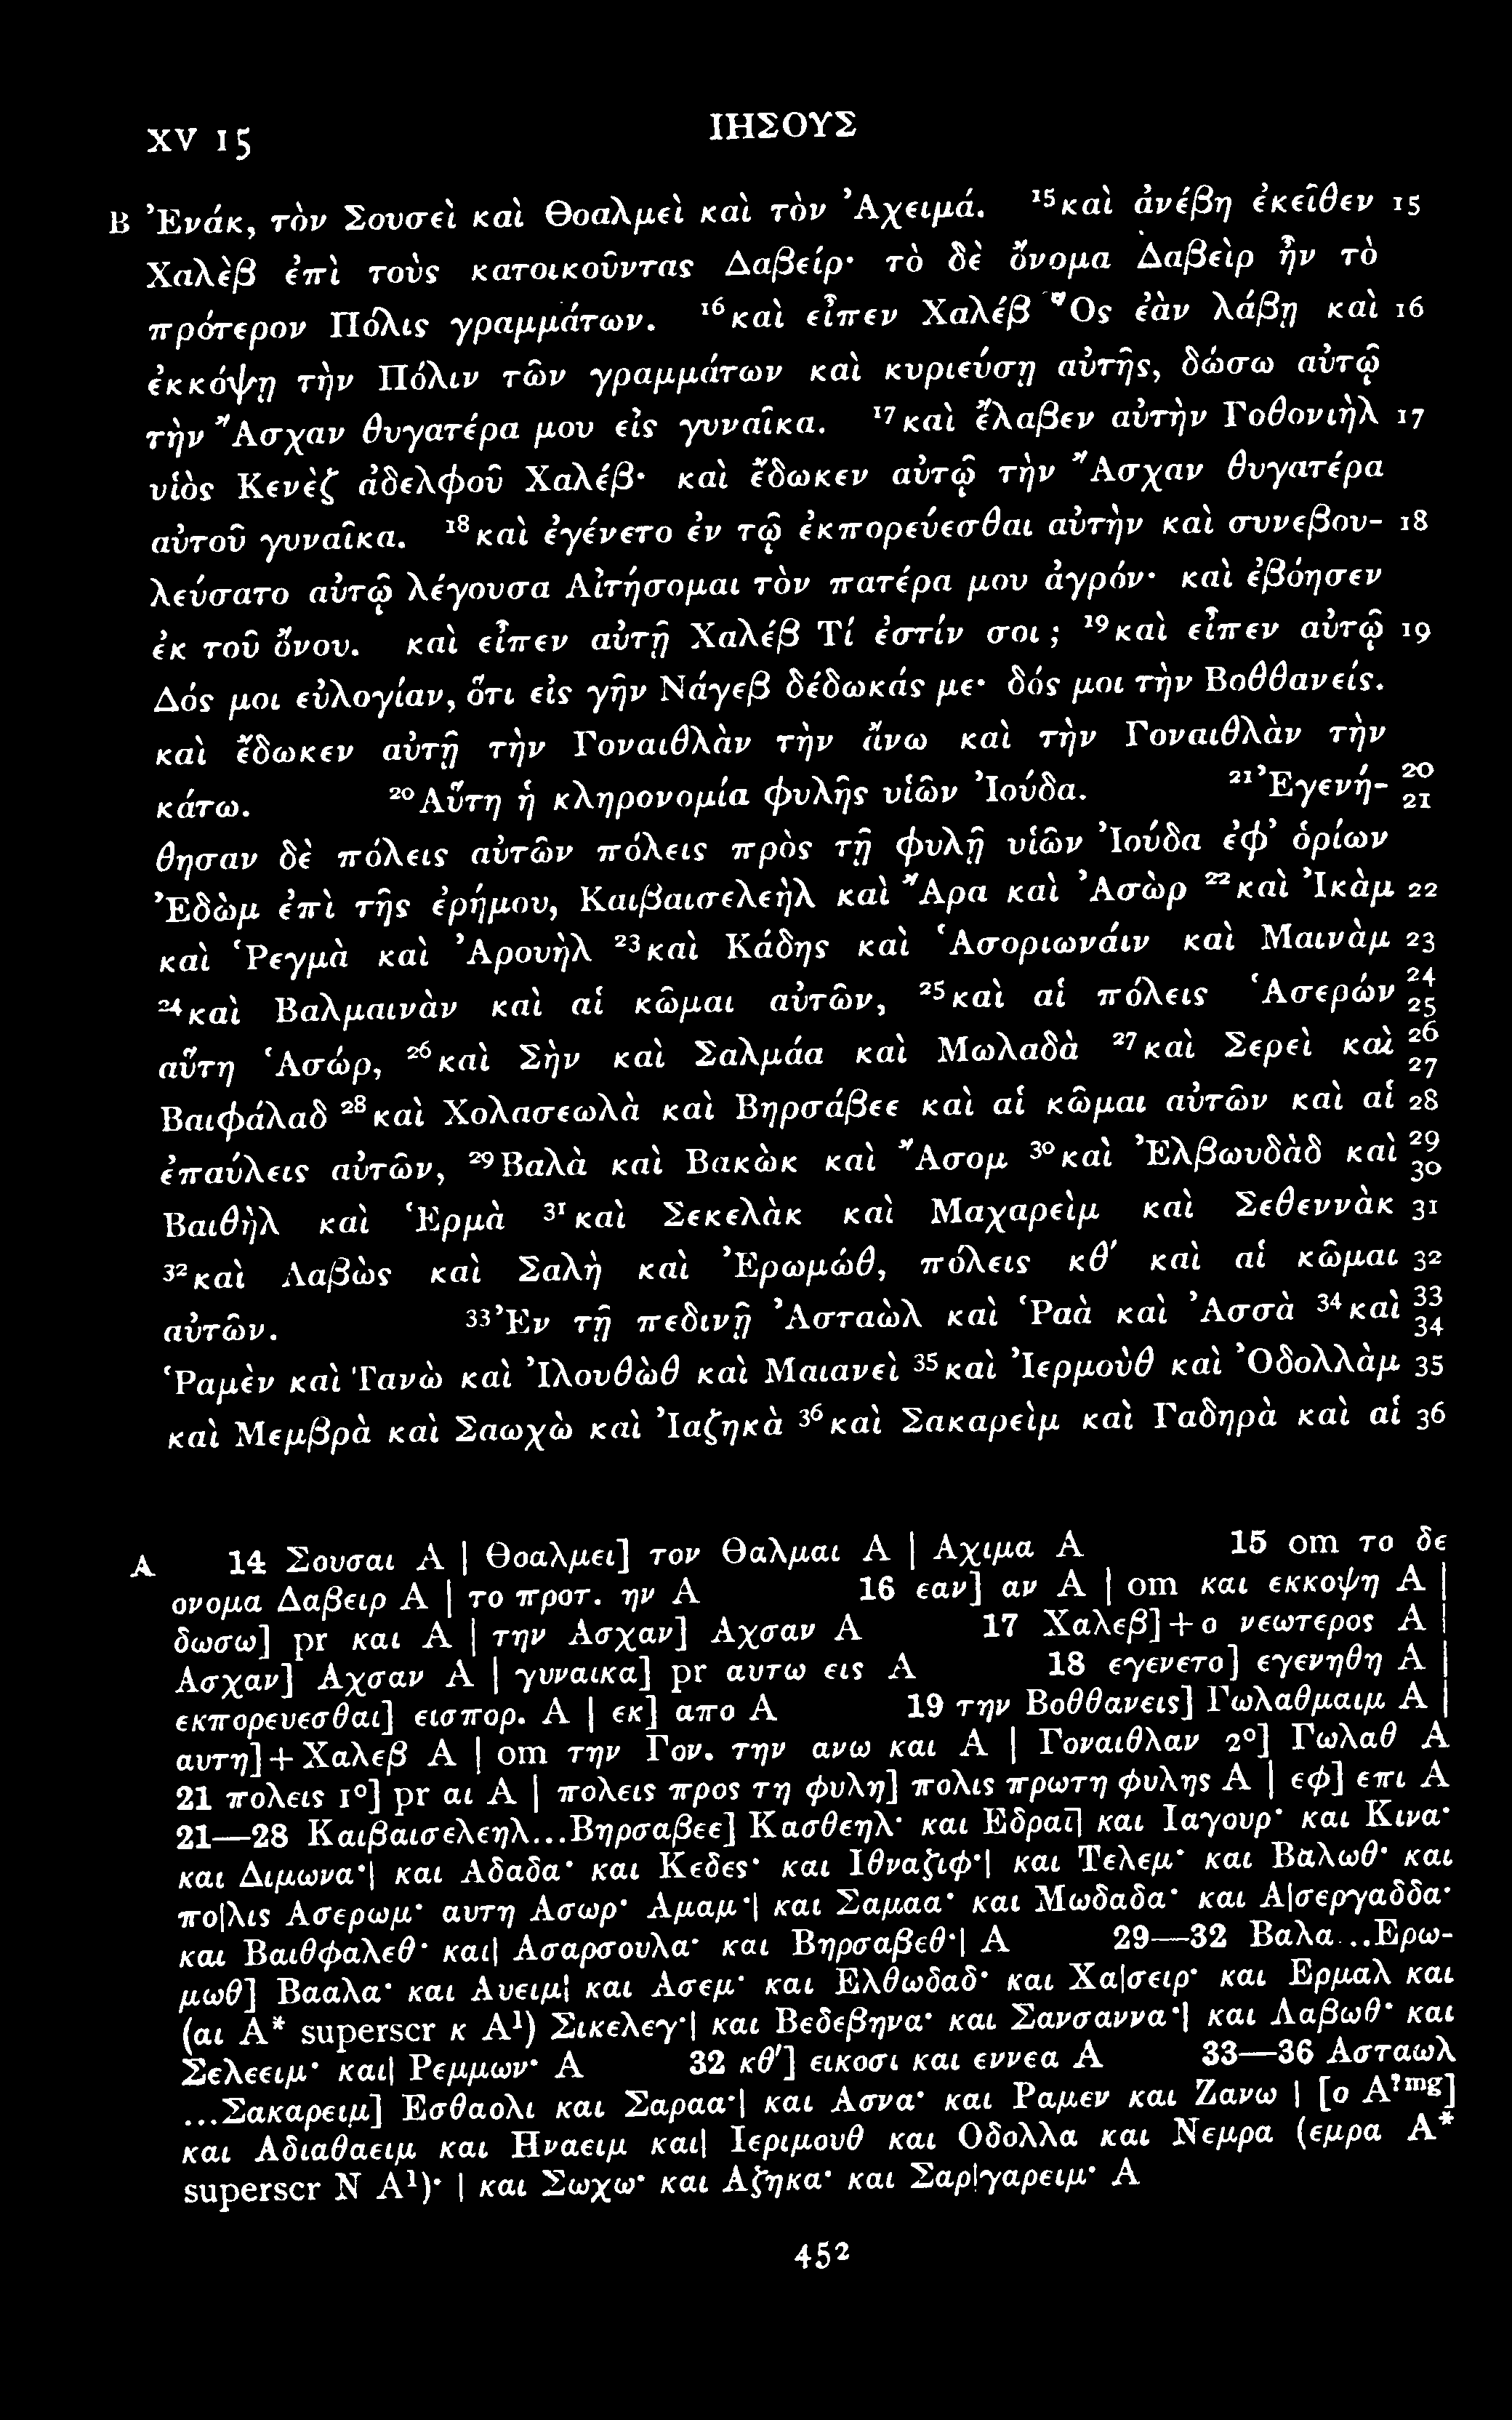 XV 15
ΙΗΣΟΥΣ
B Ἐνάκ, τὸν Σουσεὶ καὶ Θοαλμεὶ καὶ τὸν Ἀχειμά. ¹⁵καὶ ἀνέβη ἐκεῖθεν 15
Χαλὲβ ἐπὶ τοὺς κατοικοῦντας Δαβείρ· τὸ δὲ ὄνομα Δαβεὶρ ἦν τὸ
πρότερον Πόλις γραμμάτων. ¹⁶καὶ εἶπεν Χαλέβ Ὃς ἐὰν λάβῃ καὶ 16
ἐκκόψῃ τὴν Πόλιν τῶν γραμμάτων καὶ κυριεύσῃ αὐτῆς, δώσω αὐτῷ
τὴν Ἄσχαν θυγατέρα μου εἰς γυναῖκα. ¹⁷καὶ ἔλαβεν αὐτὴν Γοθονιὴλ 17
υἱὸς Κενὲζ ἀδελφοῦ Χαλέβ· καὶ ἔδωκεν αὐτῷ τὴν Ἄσχαν θυγατέρα
αὐτοῦ γυναῖκα. ¹⁸καὶ ἐγένετο ἐν τῷ ἐκπορεύεσθαι αὐτὴν καὶ συνεβου- 18
λεύσατο αὐτῷ λέγουσα Αἰτήσομαι τὸν πατέρα μου ἀγρόν· καὶ ἐβόησεν
ἐκ τοῦ ὄνου. καὶ εἶπεν αὐτῇ Χαλέβ Τί ἐστίν σοι; ¹⁹καὶ εἶπεν αὐτῷ 19
Δός μοι εὐλογίαν, ὅτι εἰς γῆν Νάγεβ δέδωκάς με· δός μοι τὴν Βοθθανείς.
καὶ ἔδωκεν αὐτῇ τὴν Γοναιθλὰν τὴν ἄνω καὶ τὴν Γοναιθλὰν τὴν
κάτω. ²⁰Αὕτη ἡ κληρονομία φυλῆς υἱῶν Ἰούδα. ²¹Ἐγενή- 20 21
θησαν δὲ πόλεις αὐτῶν πόλεις πρὸς τῇ φυλῇ υἱῶν Ἰούδα ἐφ’ ὁρίων
Ἐδὼμ ἐπὶ τῆς ἐρήμου, Καιβαισελεὴλ καὶ Ἄρα καὶ Ἀσὼρ ²²καὶ Ἰκὰμ 22
καὶ Ῥεγμὰ καὶ Ἀρουὴλ ²³καὶ Κάδης καὶ Ἁσοριωνάιν καὶ Μαινὰμ 23
²⁴καὶ Βαλμαινὰν καὶ αἱ κῶμαι αὐτῶν, ²⁵καὶ αἱ πόλεις Ἁσερών 24 25
αὕτη Ἁσώρ, ²⁶καὶ Σὴν καὶ Σαλμάα καὶ Μωλαδὰ ²⁷καὶ Σερεὶ καὶ 26 27
Βαιφάλαδ ²⁸καὶ Χολασεωλὰ καὶ Βηρσάβεε καὶ αἱ κῶμαι αὐτῶν καὶ αἱ 28
ἐπαύλεις αὐτῶν, ²⁹Βαλὰ καὶ Βακὼκ καὶ Ἄσομ ³⁰καὶ Ἐλβωυδὰδ καὶ 29 30
Βαιθὴλ καὶ Ἑρμὰ ³¹καὶ Σεκελὰκ καὶ Μαχαρεὶμ καὶ Σεθεννὰκ 31
³²καὶ Λαβὼς καὶ Σαλὴ καὶ Ἐρωμώθ, πόλεις κθʹ καὶ αἱ κῶμαι 32
αὐτῶν. ³³Ἐν τῇ πεδινῇ Ἀσταὼλ καὶ Ῥαὰ καὶ Ἀσσὰ ³⁴καὶ 33 34
Ῥαμὲν καὶ Τανὼ καὶ Ἰλουθὼθ καὶ Μαιανεὶ ³⁵καὶ Ἰερμοὺθ καὶ Ὀδολλὰμ 35
καὶ Μεμβρὰ καὶ Σαωχὼ καὶ Ἰαζηκὰ ³⁶καὶ Σακαρεὶμ καὶ Γαδηρὰ καὶ αἱ 36
A 14 Σουσαι A | Θοαλμει] τον Θαλμαι A | Αχιμα A 15 om το δε
ονομα Δαβειρ A | το προτ. ην A 16 εαν] αν A | om και εκκοψη A |
δωσω] pr και A | την Ασχαν] Αχσαν A 17 Χαλεβ]+ο νεωτερος A |
Ασχαν] Αχσαν A | γυναικα] pr αυτω εις A 18 εγενετο] εγενηθη A |
εκπορευεσθαι] εισπορ. A | εκ] απο A 19 την Βοθθανεις] Γωλαθμαιμ A |
αυτη]+Χαλεβ A | om την Γον. την ανω και A | Γοναιθλαν 2°] Γωλαθ A
21 πολεις 1°] pr αι A | πολεις προς τη φυλη] πολις πρωτη φυλης A | εφ] επι A
21—28 Καιβαισελεηλ...Βηρσαβεε] Κασθεηλ· και Εδραϊ| και Ιαγουρ· και Κινα·
και Διμωνα·| και Αδαδα· και Κεδες· και Ιθναζιφ·| και Τελεμ· και Βαλωθ· και
πο|λις Ασερωμ· αυτη Ασωρ· Αμαμ·| και Σαμαα· και Μωδαδα· και Α|σεργαδδα·
και Βαιθφαλεθ· και| Ασαρσουλα· και Βηρσαβεθ·| A 29—32 Βαλα...Ερω-
μωθ] Βααλα· και Αυειμ| και Ασεμ· και Ελθωδαδ· και Χα|σειρ· και Ερμαλ και
(αι A* superscr κ A¹) Σικελεγ·| και Βεδεβηνα· και Σανσαννα·| και Λαβωθ· και
Σελεειμ· και| Ρεμμων· A 32 κθʹ] εικοσι και εννεα A 33—36 Ασταωλ
...Σακαρειμ] Εσθαολι και Σαραα·| και Ασνα· και Ραμεν και Ζανω | [ο A?mg]
και Αδιαθαειμ και Ηναειμ και| Ιεριμουθ και Οδολλα και Νεμρα (εμρα A*
superscr Ν A¹)· | και Σωχω· και Αζηκα· και Σαρ|γαρειμ· A
452